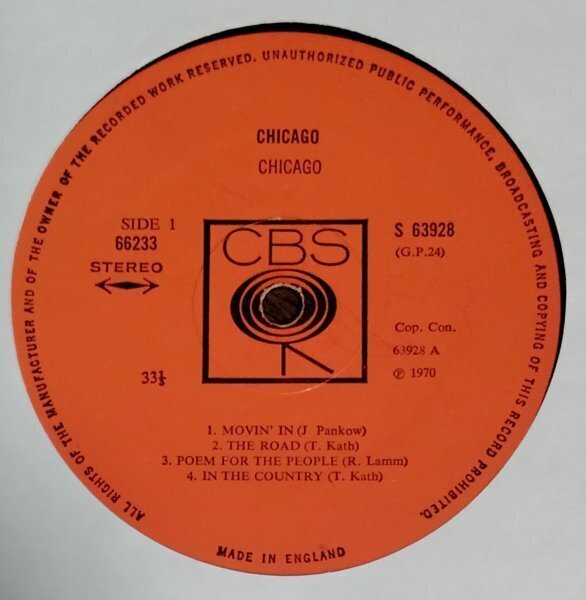 ALL RIGHTS OF THE MANUFACTURER AND OF THE OWNER OF THE RECORDED WORK RESERVED. UNAUTHORIZED PUBLIC PERFORMANCE, BROADCASTING AND COPYING OF THIS RECORD PROHIBITED.
CHICAGO
CHICAGO
SIDE 1
66233
STEREO
CBS
S 63928
(G.P.24)
Cop. Con.
63928 A
℗ 1970
33⅓
1. MOVIN' IN (J Pankow)
2. THE ROAD (T. Kath)
3. POEM FOR THE PEOPLE (R. Lamm)
4. IN THE COUNTRY (T. Kath)
MADE IN ENGLAND